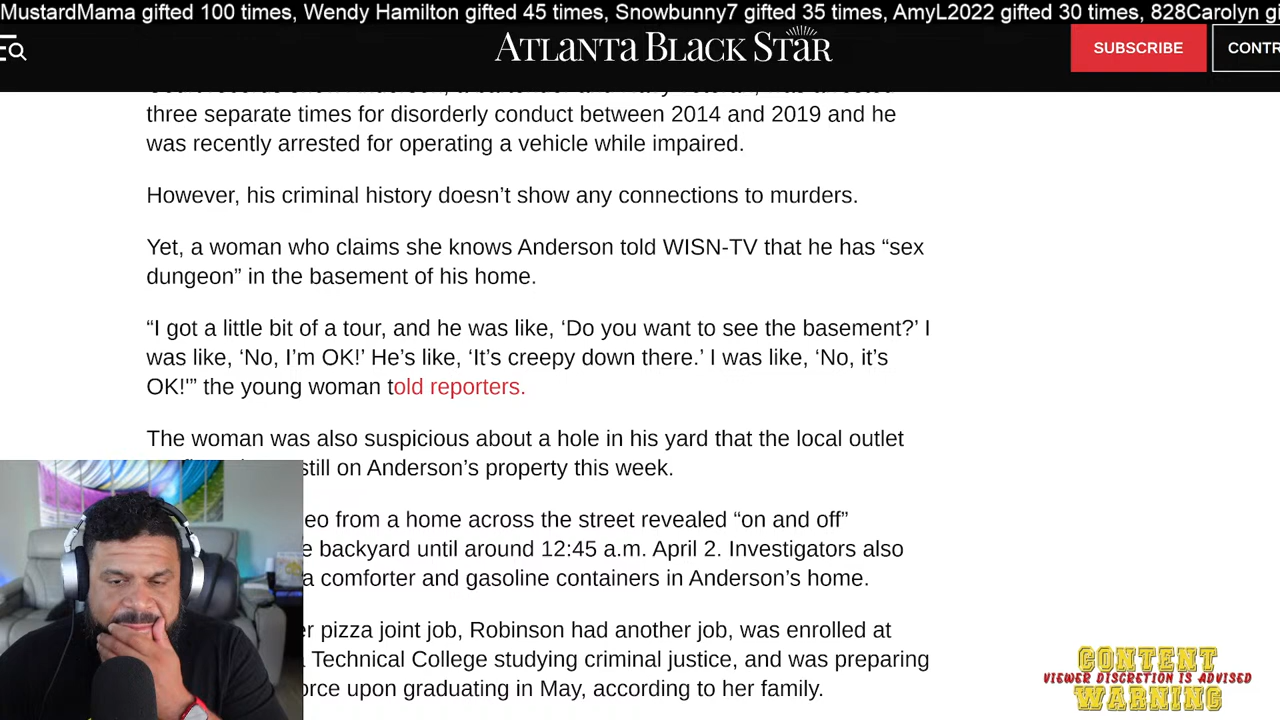 MustardMama gifted 100 times, Wendy Hamilton gifted 45 times, Snowbunny7 gifted 35 times, AmyL2022 gifted 30 times, 828Carolyn
ATLANTA BLACK STAR
SUBSCRIBE
CONTR
three separate times for disorderly conduct between 2014 and 2019 and he
was recently arrested for operating a vehicle while impaired.
However, his criminal history doesn’t show any connections to murders.
Yet, a woman who claims she knows Anderson told WISN-TV that he has “sex
dungeon” in the basement of his home.
“I got a little bit of a tour, and he was like, ‘Do you want to see the basement?’ I
was like, ‘No, I’m OK!’ He’s like, ‘It’s creepy down there.’ I was like, ‘No, it’s
OK!'” the young woman told reporters.
The woman was also suspicious about a hole in his yard that the local outlet
still on Anderson’s property this week.
eo from a home across the street revealed “on and off”
e backyard until around 12:45 a.m. April 2. Investigators also
a comforter and gasoline containers in Anderson’s home.
er pizza joint job, Robinson had another job, was enrolled at
Technical College studying criminal justice, and was preparing
orce upon graduating in May, according to her family.
CONTENT
VIEWER DISCRETION IS ADVISED
WARNING